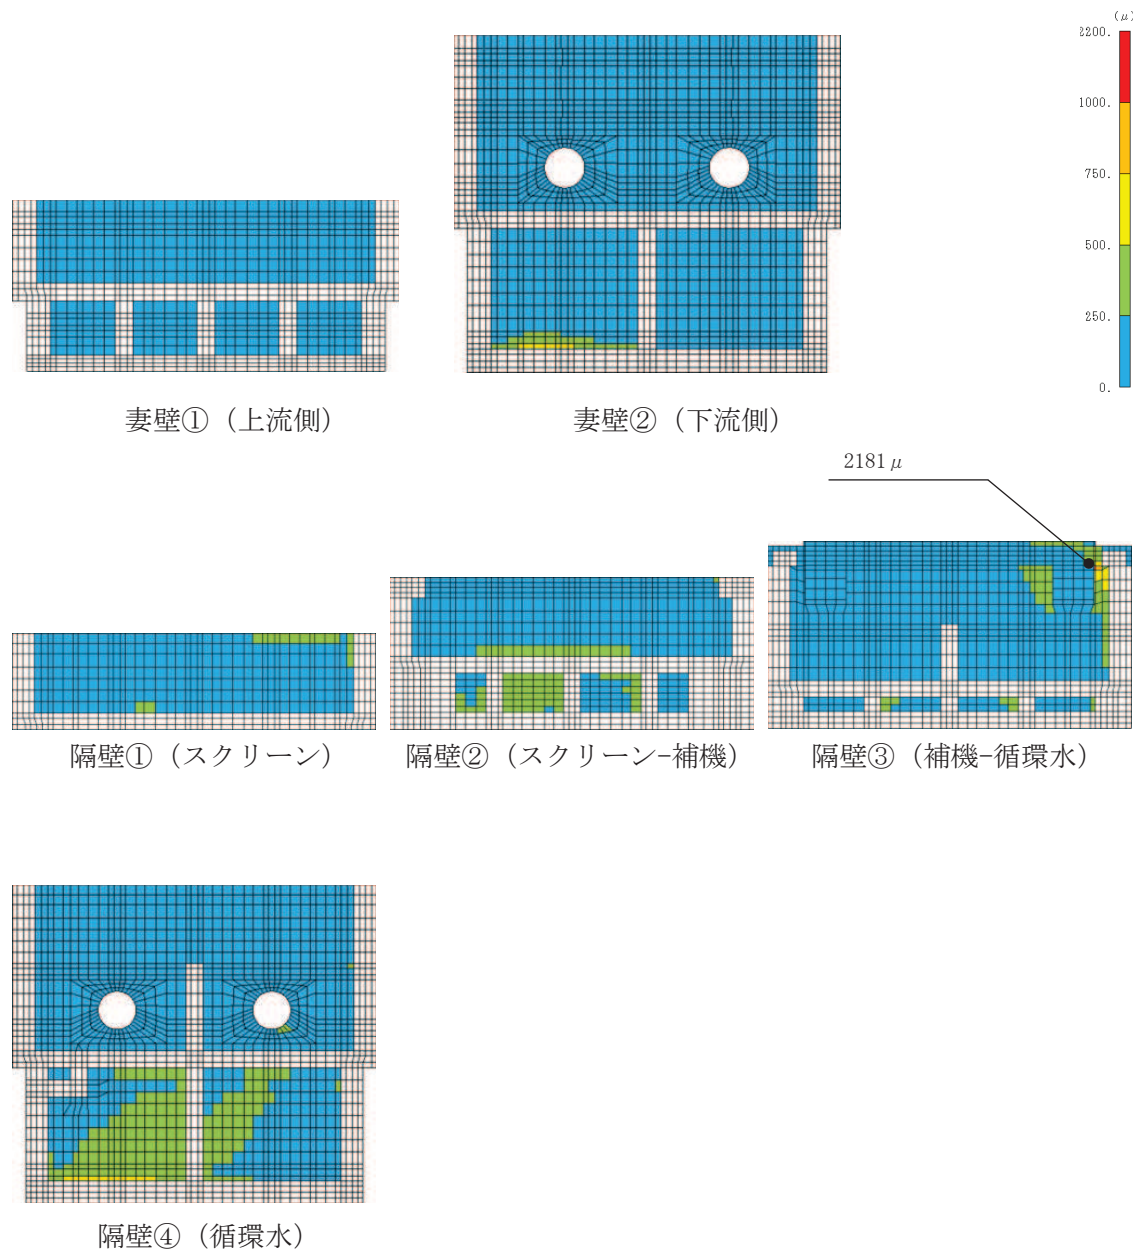 (μ)
2200.
1000.
750.
500.
250.
0.
妻壁①（上流側）
妻壁②（下流側）
2181μ
隔壁①（スクリーン）
隔壁②（スクリーン-補機）
隔壁③（補機-循環水）
隔壁④（循環水）